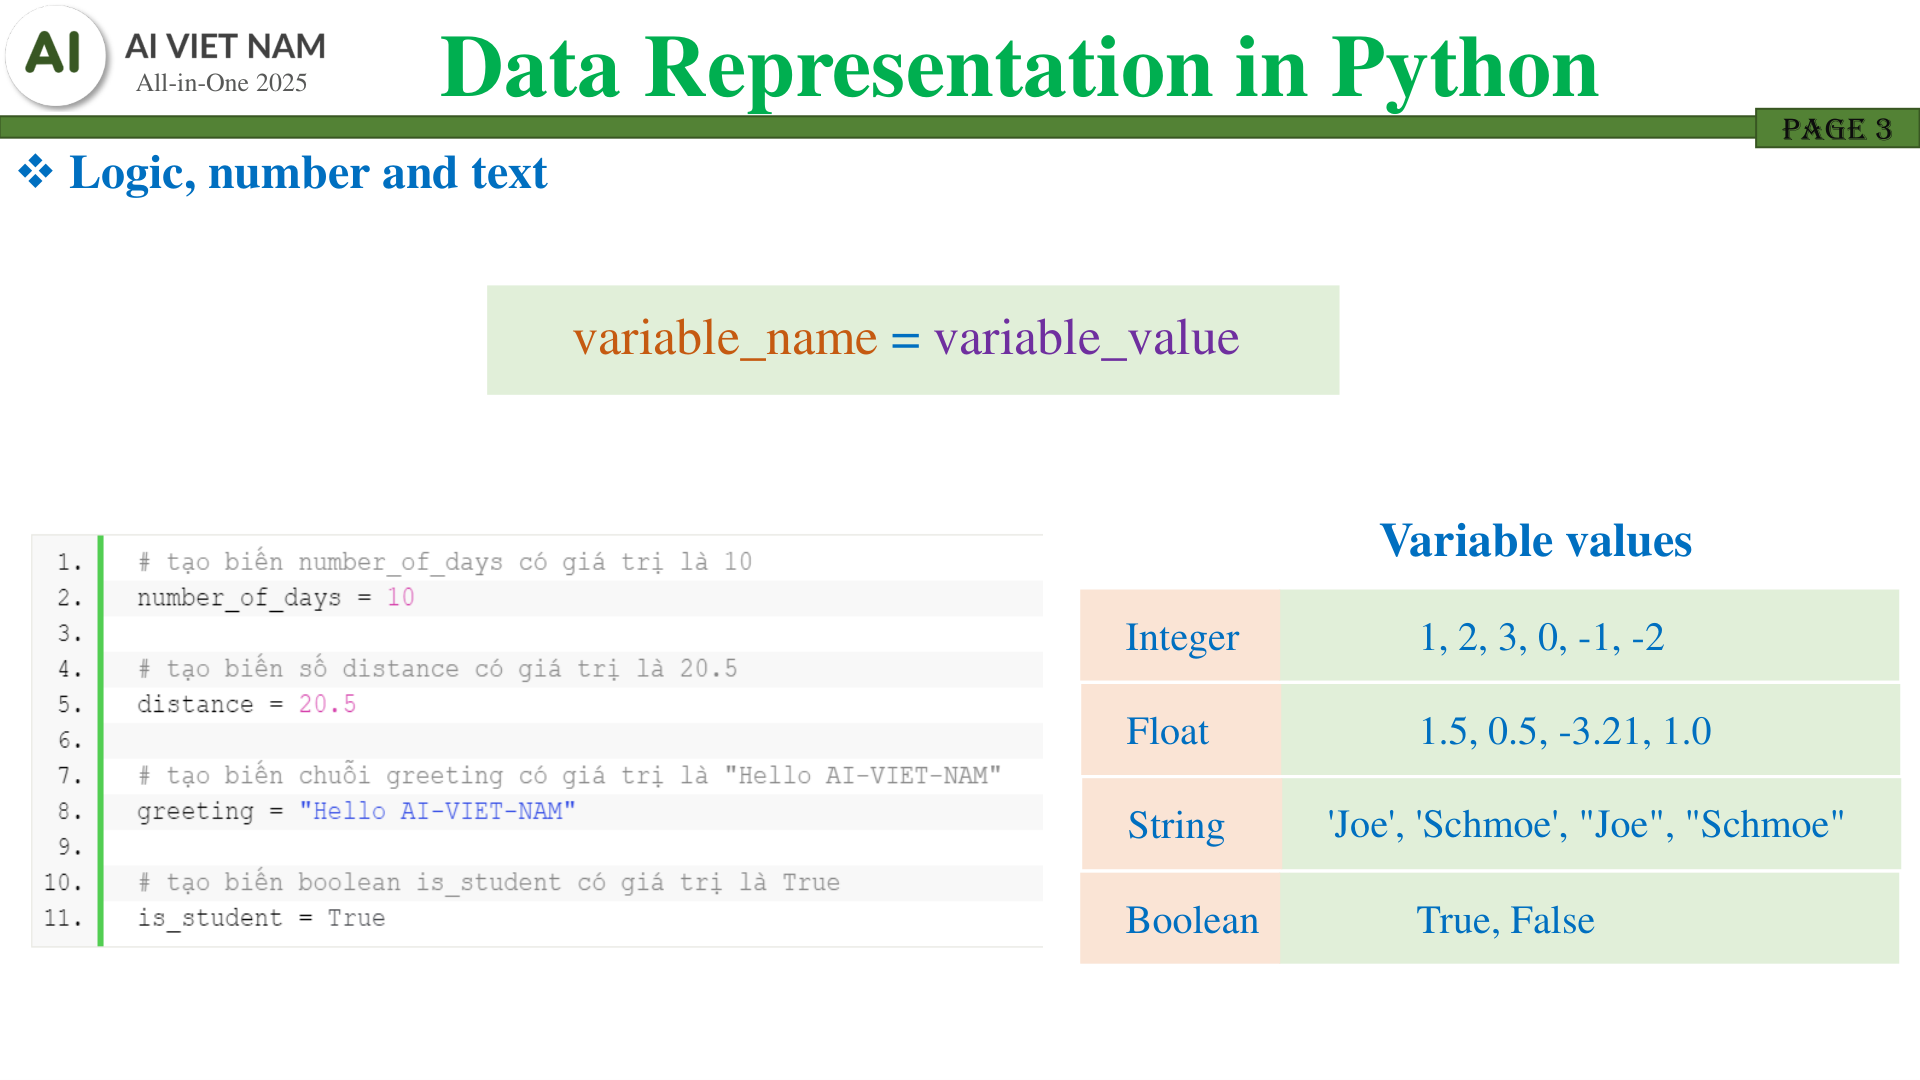 AI
AI VIET NAM
All-in-One 2025
Data Representation in Python
PAGE 3
❖ Logic, number and text
variable_name = variable_value
1. # tạo biến number_of_days có giá trị là 10
2. number_of_days = 10
3.
4. # tạo biến số distance có giá trị là 20.5
5. distance = 20.5
6.
7. # tạo biến chuỗi greeting có giá trị là "Hello AI-VIET-NAM"
8. greeting = "Hello AI-VIET-NAM"
9.
10. # tạo biến boolean is_student có giá trị là True
11. is_student = True
Variable values
Integer 1, 2, 3, 0, -1, -2
Float 1.5, 0.5, -3.21, 1.0
String 'Joe', 'Schmoe', "Joe", "Schmoe"
Boolean True, False